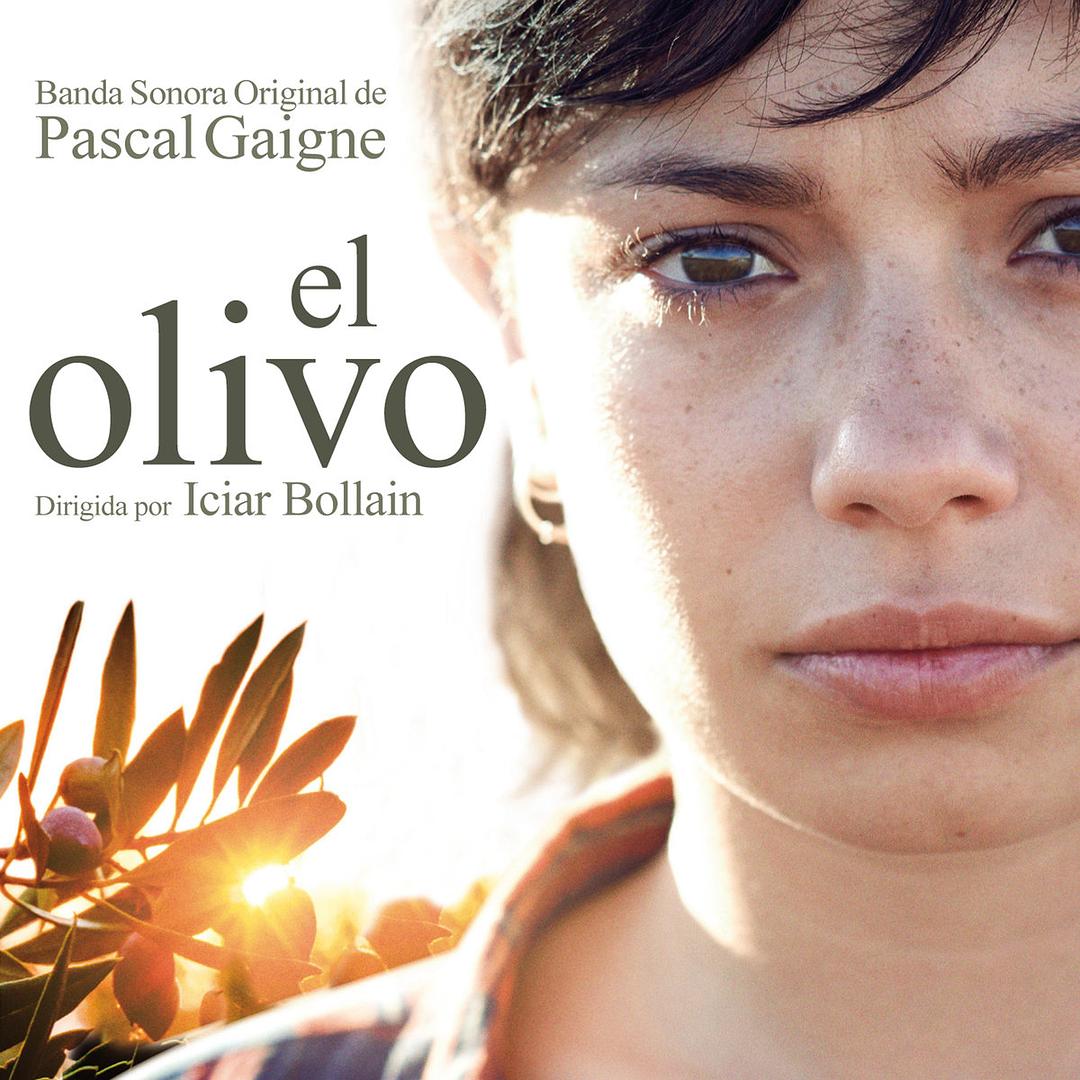 Banda Sonora Original de
Pascal Gaigne
el
olivo
Dirigida por Iciar Bollain